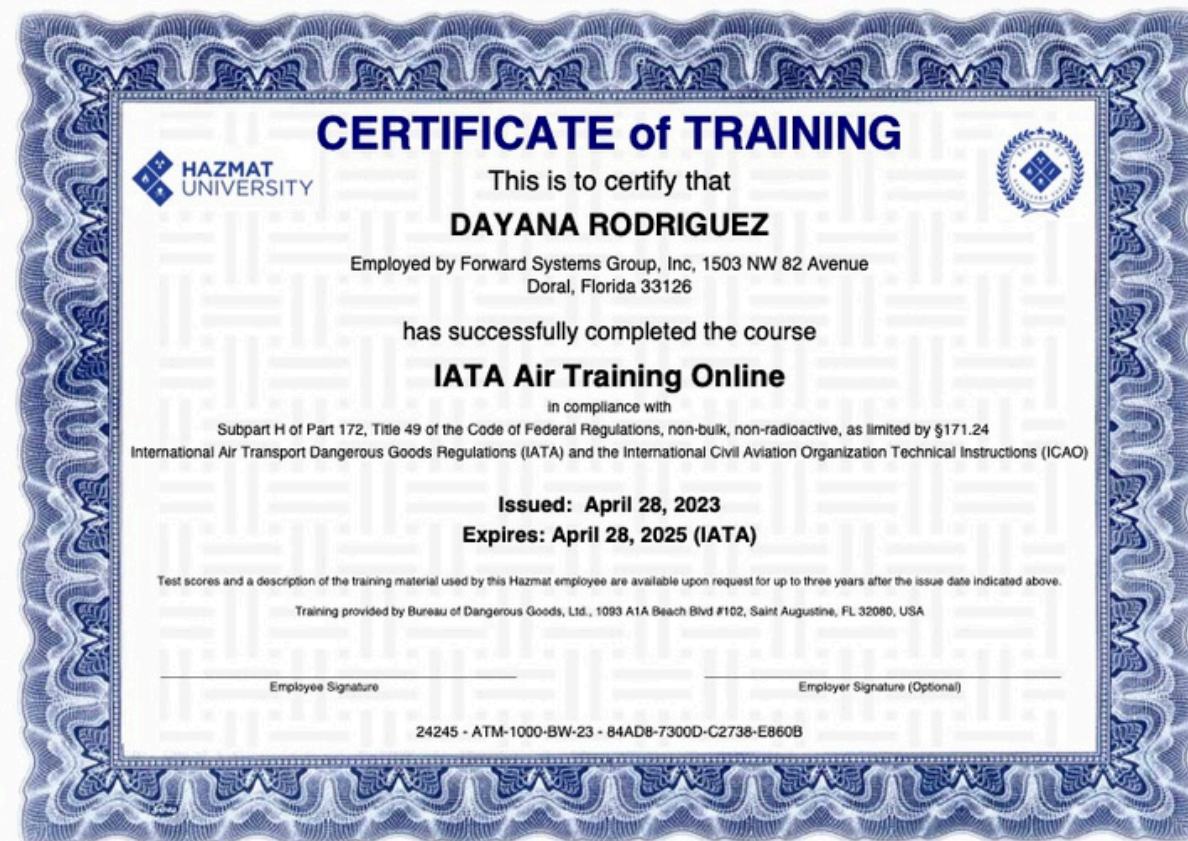 CERTIFICATE of TRAINING
HAZMAT
UNIVERSITY
This is to certify that
DAYANA RODRIGUEZ
Employed by Forward Systems Group, Inc, 1503 NW 82 Avenue
Doral, Florida 33126
has successfully completed the course
IATA Air Training Online
in compliance with
Subpart H of Part 172, Title 49 of the Code of Federal Regulations, non-bulk, non-radioactive, as limited by §171.24
International Air Transport Dangerous Goods Regulations (IATA) and the International Civil Aviation Organization Technical Instructions (ICAO)
Issued: April 28, 2023
Expires: April 28, 2025 (IATA)
Test scores and a description of the training material used by this Hazmat employee are available upon request for up to three years after the issue date indicated above.
Training provided by Bureau of Dangerous Goods, Ltd., 1093 A1A Beach Blvd #102, Saint Augustine, FL 32080, USA
Employee Signature
Employer Signature (Optional)
24245 - ATM-1000-BW-23 - 84AD8-7300D-C2738-E860B